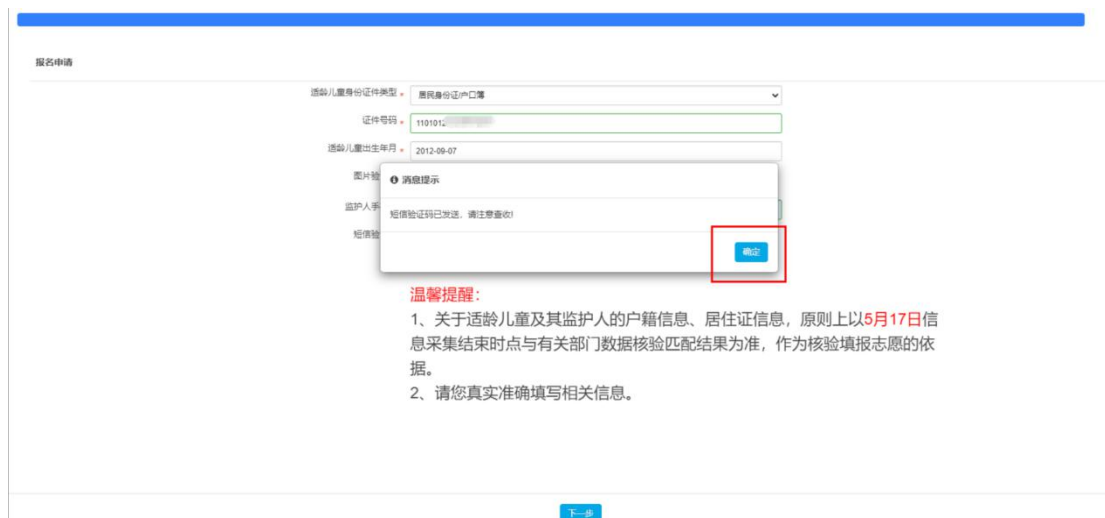 报名申请
适龄儿童身份证件类型 *
居民身份证/户口簿
证件号码 *
110101
适龄儿童出生年月 *
2012-09-07
图片验
消息提示
监护人手
短信验证码已发送,请注意查收!
短信验
确定
温馨提醒:
1、关于适龄儿童及其监护人的户籍信息、居住证信息,原则上以5月17日信
息采集结束时点与有关部门数据核验匹配结果为准,作为核验填报志愿的依
据。
2、请您真实准确填写相关信息。
下一步